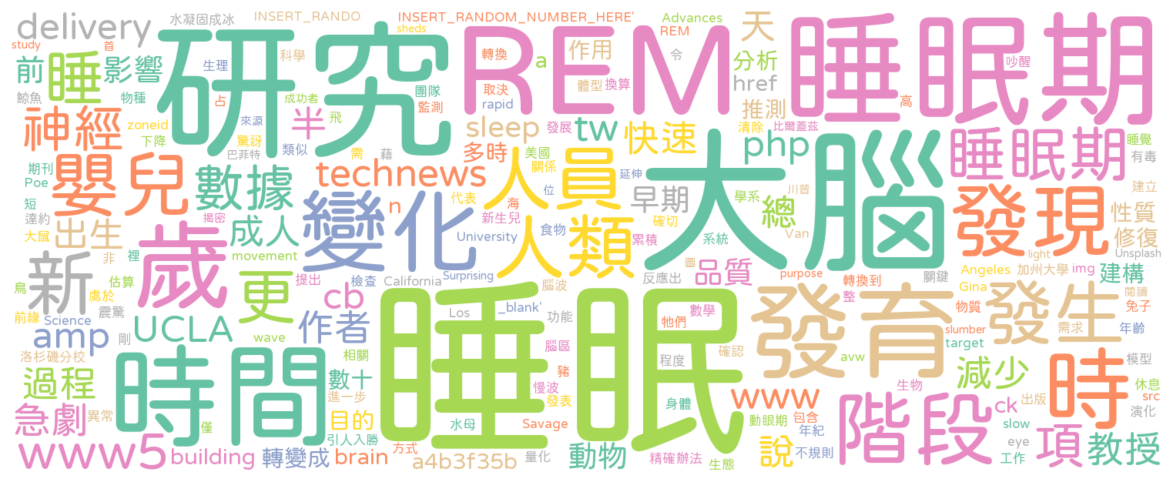 delivery
水凝固成冰
INSERT_RANDO
INSERT_RANDOM_NUMBER_HERE'
sheds
Advances
REM
study
首
前
睡
影響
鯨魚
物種
生理
占
科學
成功者
研究
團隊
監測
轉換
取決
rapid
REM
a
作用
體型
換算
天
令
分析
href
推測
睡眠期
吵醒
高
神經
zoneid
下降
來源
驚訝
巴菲特
類似
半
飛
需
藉
sleep
多時
發展
美國
關係
tw
快速
延伸
清除
php
比爾蓋茲
睡眠期
睡覺
有毒
期刊
Poe
短
達約
大鼠
嬰兒
數據
揭密
technews
n
變化
代表
海
新生兒
University
人員
人類
位
食物
早期
確切
累積
大腦
系統
學系
川普
總
Van
發現
建立
性質
修復
light
Unsplash
出生
非
裡
成人
movement
估算
鳥
處於
前緣
震驚
新
歲
提出
更
cb
檢查
California
Surprising
腦波
反應出
品質
圖
purpose
關鍵
轉換到
整
Angeles
Gina
加州大學
img
物質
閱讀
兔子
建構
amp
Science
剛
UCLA
wave
作者
Los
_blank'
功能
腦區
睡眠
牠們
數學
程度
確認
avw
發育
slumber
target
發生
需求
年齡
洛杉磯分校
過程
時間
相關
數十
進一步
慢波
豬
發表
身體
www
動眼期
生物
減少
模型
休息
src
時
急劇
異常
僅
目的
引人入勝
水母
方式
Savage
包含
年紀
不規則
階段
ck
slow
eye
工作
出版
演化
項
教授
www5
building
轉變成
brain
a4b3f35b
量化
動物
精確辦法
生態
說